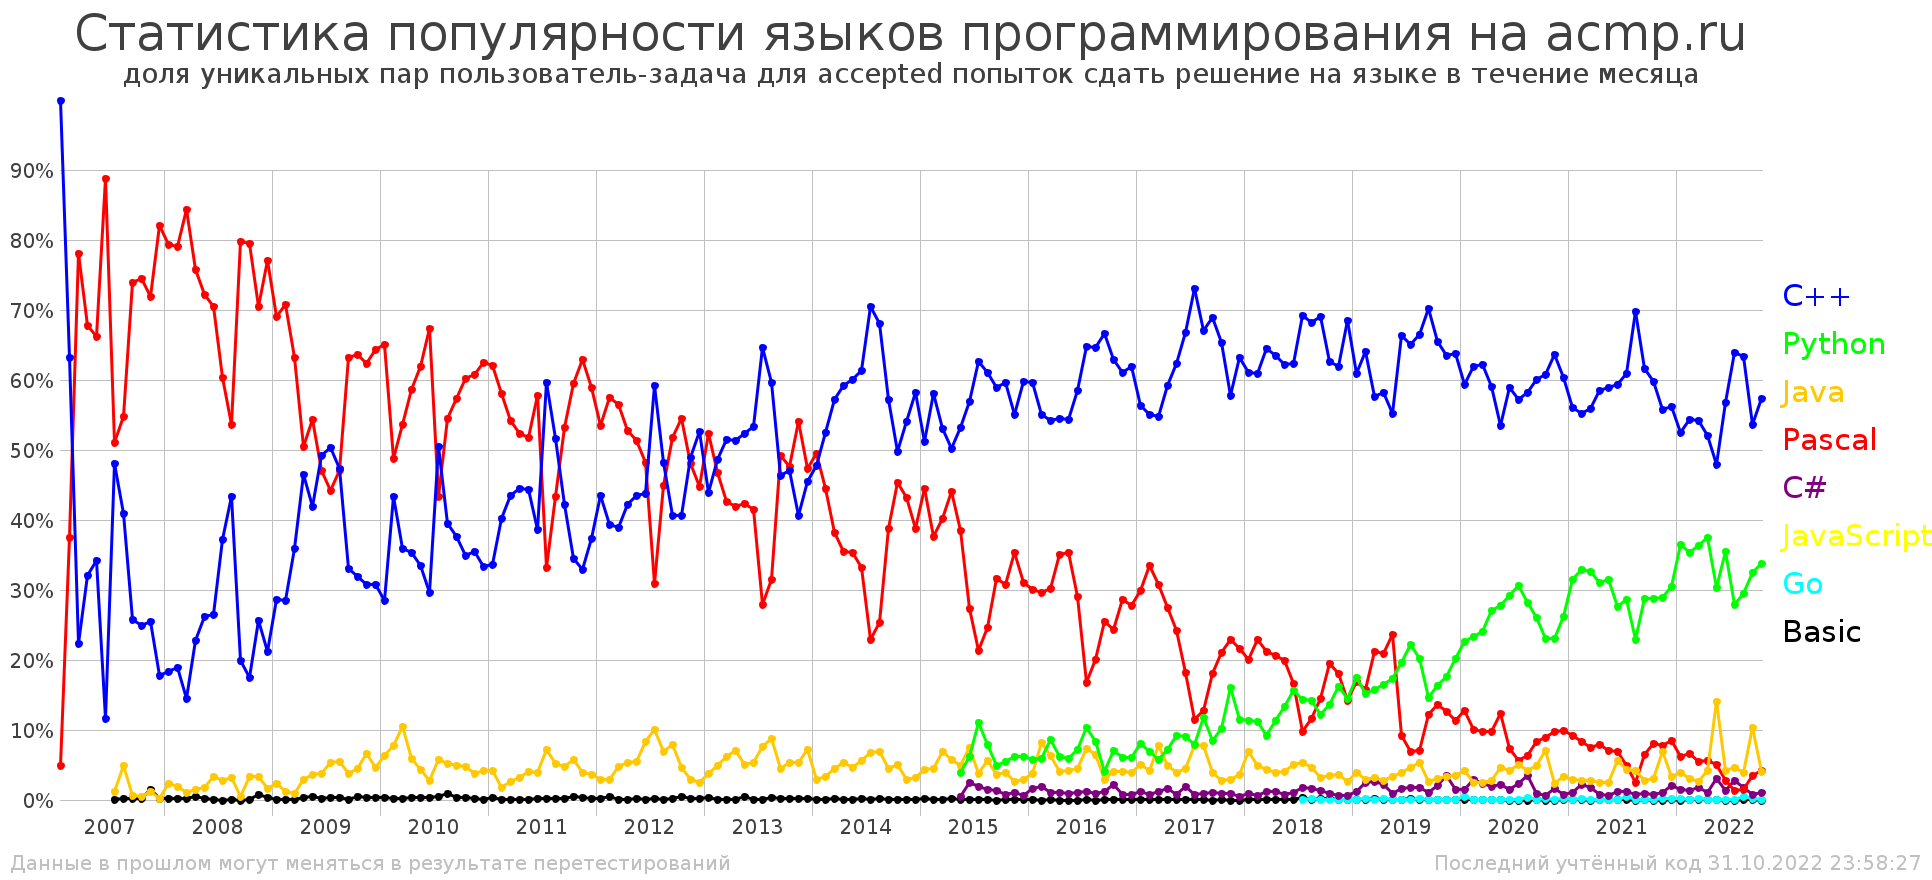 Статистика популярности языков программирования на acmp.ru
доля уникальных пар пользователь-задача для accepted попыток сдать решение на языке в течение месяца
90%
80%
70%
60%
50%
40%
30%
20%
10%
0%
C++
Python
Java
Pascal
C#
JavaScript
Go
Basic
2007 2008 2009 2010 2011 2012 2013 2014 2015 2016 2017 2018 2019 2020 2021 2022
Данные в прошлом могут меняться в результате перетестирований
Последний учтённый код 31.10.2022 23:58:27